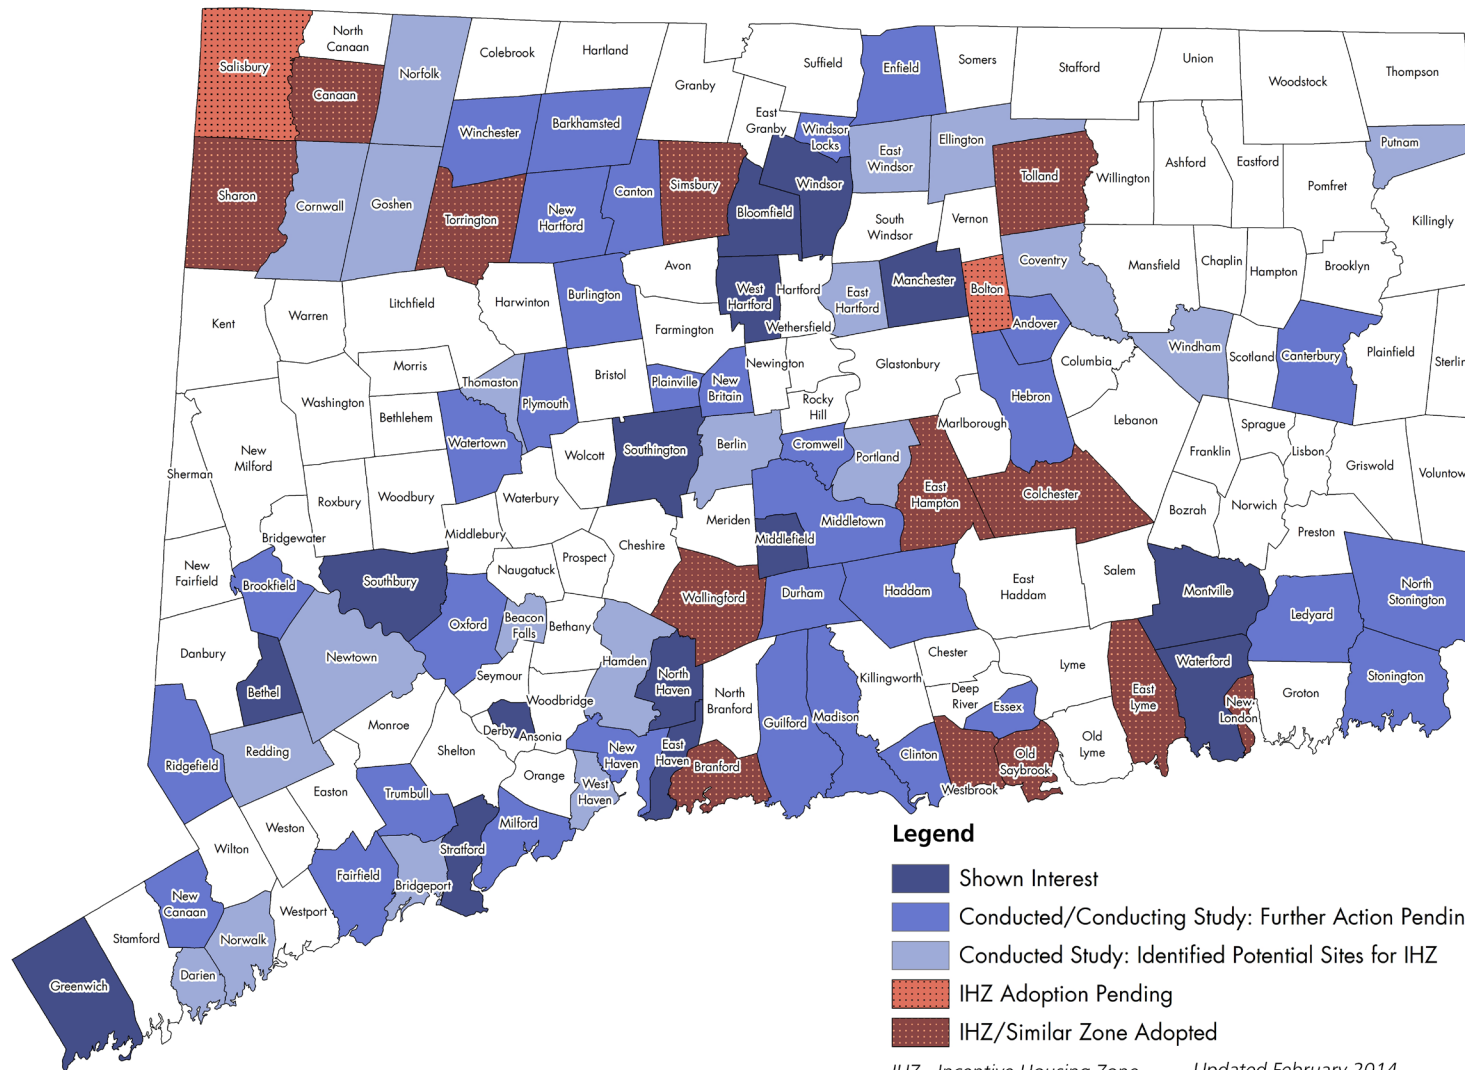 North
Canaan
Salisbury
Canaan
Norfolk
Colebrook
Hartland
Granby
Suffield
Enfield
Somers
Stafford
Union
Woodstock
Thompson
Winchester
Barkhamsted
East
Granby
Windsor
Locks
East
Windsor
Ellington
Tolland
Willington
Ashford
Eastford
Pomfret
Putnam
Killingly
Sharon
Cornwall
Goshen
Torrington
New
Hartford
Canton
Simsbury
Bloomfield
Windsor
South
Windsor
Vernon
Coventry
Mansfield
Chaplin
Hampton
Brooklyn
Kent
Warren
Litchfield
Harwinton
Burlington
Avon
Farmington
West
Hartford
Hartford
Wethersfield
East
Hartford
Manchester
Bolton
Andover
Columbia
Windham
Scotland
Canterbury
Plainfield
Sterlin
Morris
Bethlehem
Washington
Thomaston
Plymouth
Bristol
Plainville
New
Britain
Newington
Rocky
Hill
Glastonbury
Marlborough
Hebron
Lebanon
Franklin
Sprague
Lisbon
Griswold
Voluntow
Sherman
New
Milford
Roxbury
Woodbury
Watertown
Waterbury
Wolcott
Southington
Berlin
Cromwell
Portland
East
Hampton
Colchester
Bozrah
Norwich
Preston
Bridgewater
Middlebury
Naugatuck
Prospect
Cheshire
Meriden
Middlefield
Middletown
New
Fairfield
Brookfield
Southbury
Oxford
Beacon
Falls
Bethany
Wallingford
Durham
Haddam
East
Haddam
Salem
Montville
Ledyard
North
Stonington
Danbury
Bethel
Newtown
Seymour
Woodbridge
Hamden
North
Haven
North
Branford
Guilford
Madison
Killingworth
Chester
Deep
River
Essex
Lyme
East
Lyme
Waterford
New
London
Groton
Stonington
Ridgefield
Redding
Monroe
Shelton
Derby
Ansonia
Orange
New
Haven
West
Haven
East
Haven
Branford
Clinton
Westbrook
Old
Saybrook
Old
Lyme
Wilton
Weston
Easton
Trumbull
Stratford
Milford
Fairfield
Bridgeport
New
Canaan
Norwalk
Westport
Stamford
Darien
Greenwich
Legend
Shown Interest
Conducted/Conducting Study: Further Action Pendin
Conducted Study: Identified Potential Sites for IHZ
IHZ Adoption Pending
IHZ/Similar Zone Adopted
IHZ - Incentive Housing Zone Updated February 2014